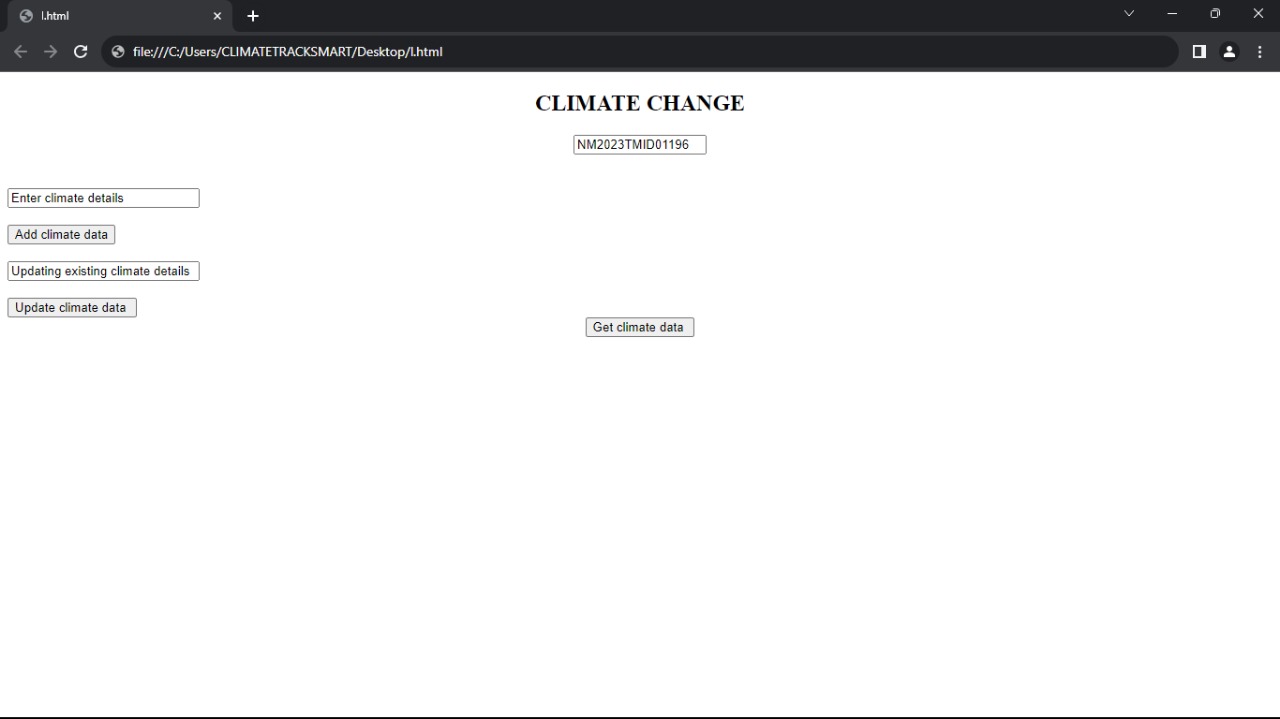 l.html
file:///C:/Users/CLIMATETRACKSMART/Desktop/l.html
CLIMATE CHANGE
NM2023TMID01196
Enter climate details
Add climate data
Updating existing climate details
Update climate data
Get climate data